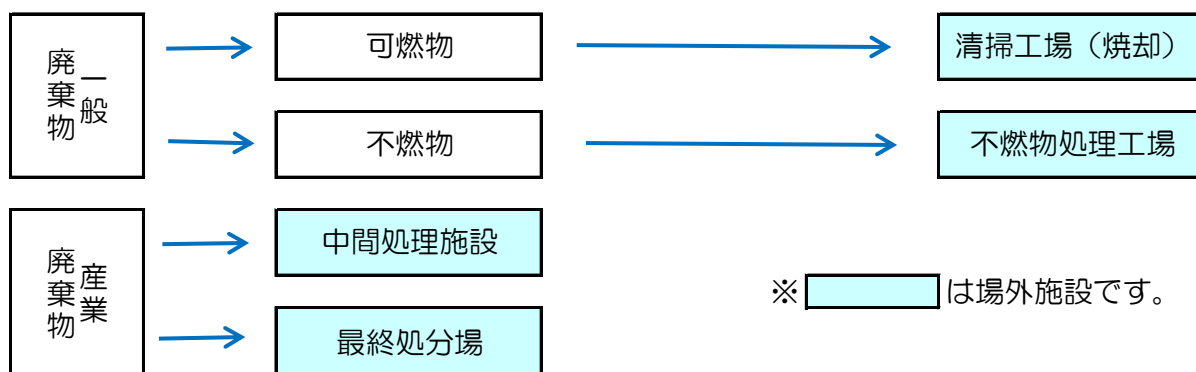 一般
廃棄物
可燃物
清掃工場（焼却）
不燃物
不燃物処理工場
産業
廃棄物
中間処理施設
最終処分場
※ は場外施設です。